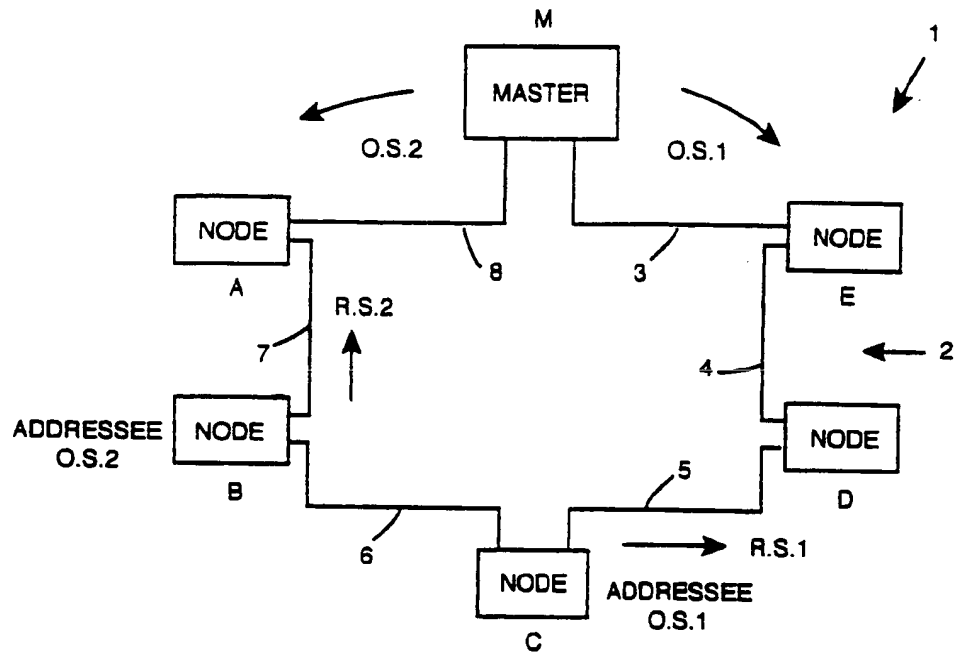 M
1
MASTER
O.S.2
O.S.1
NODE
NODE
A
8
3
E
R.S.2
7
4
2
ADDRESSEE
O.S.2
NODE
NODE
B
5
D
6
R.S.1
NODE
ADDRESSEE
O.S.1
C